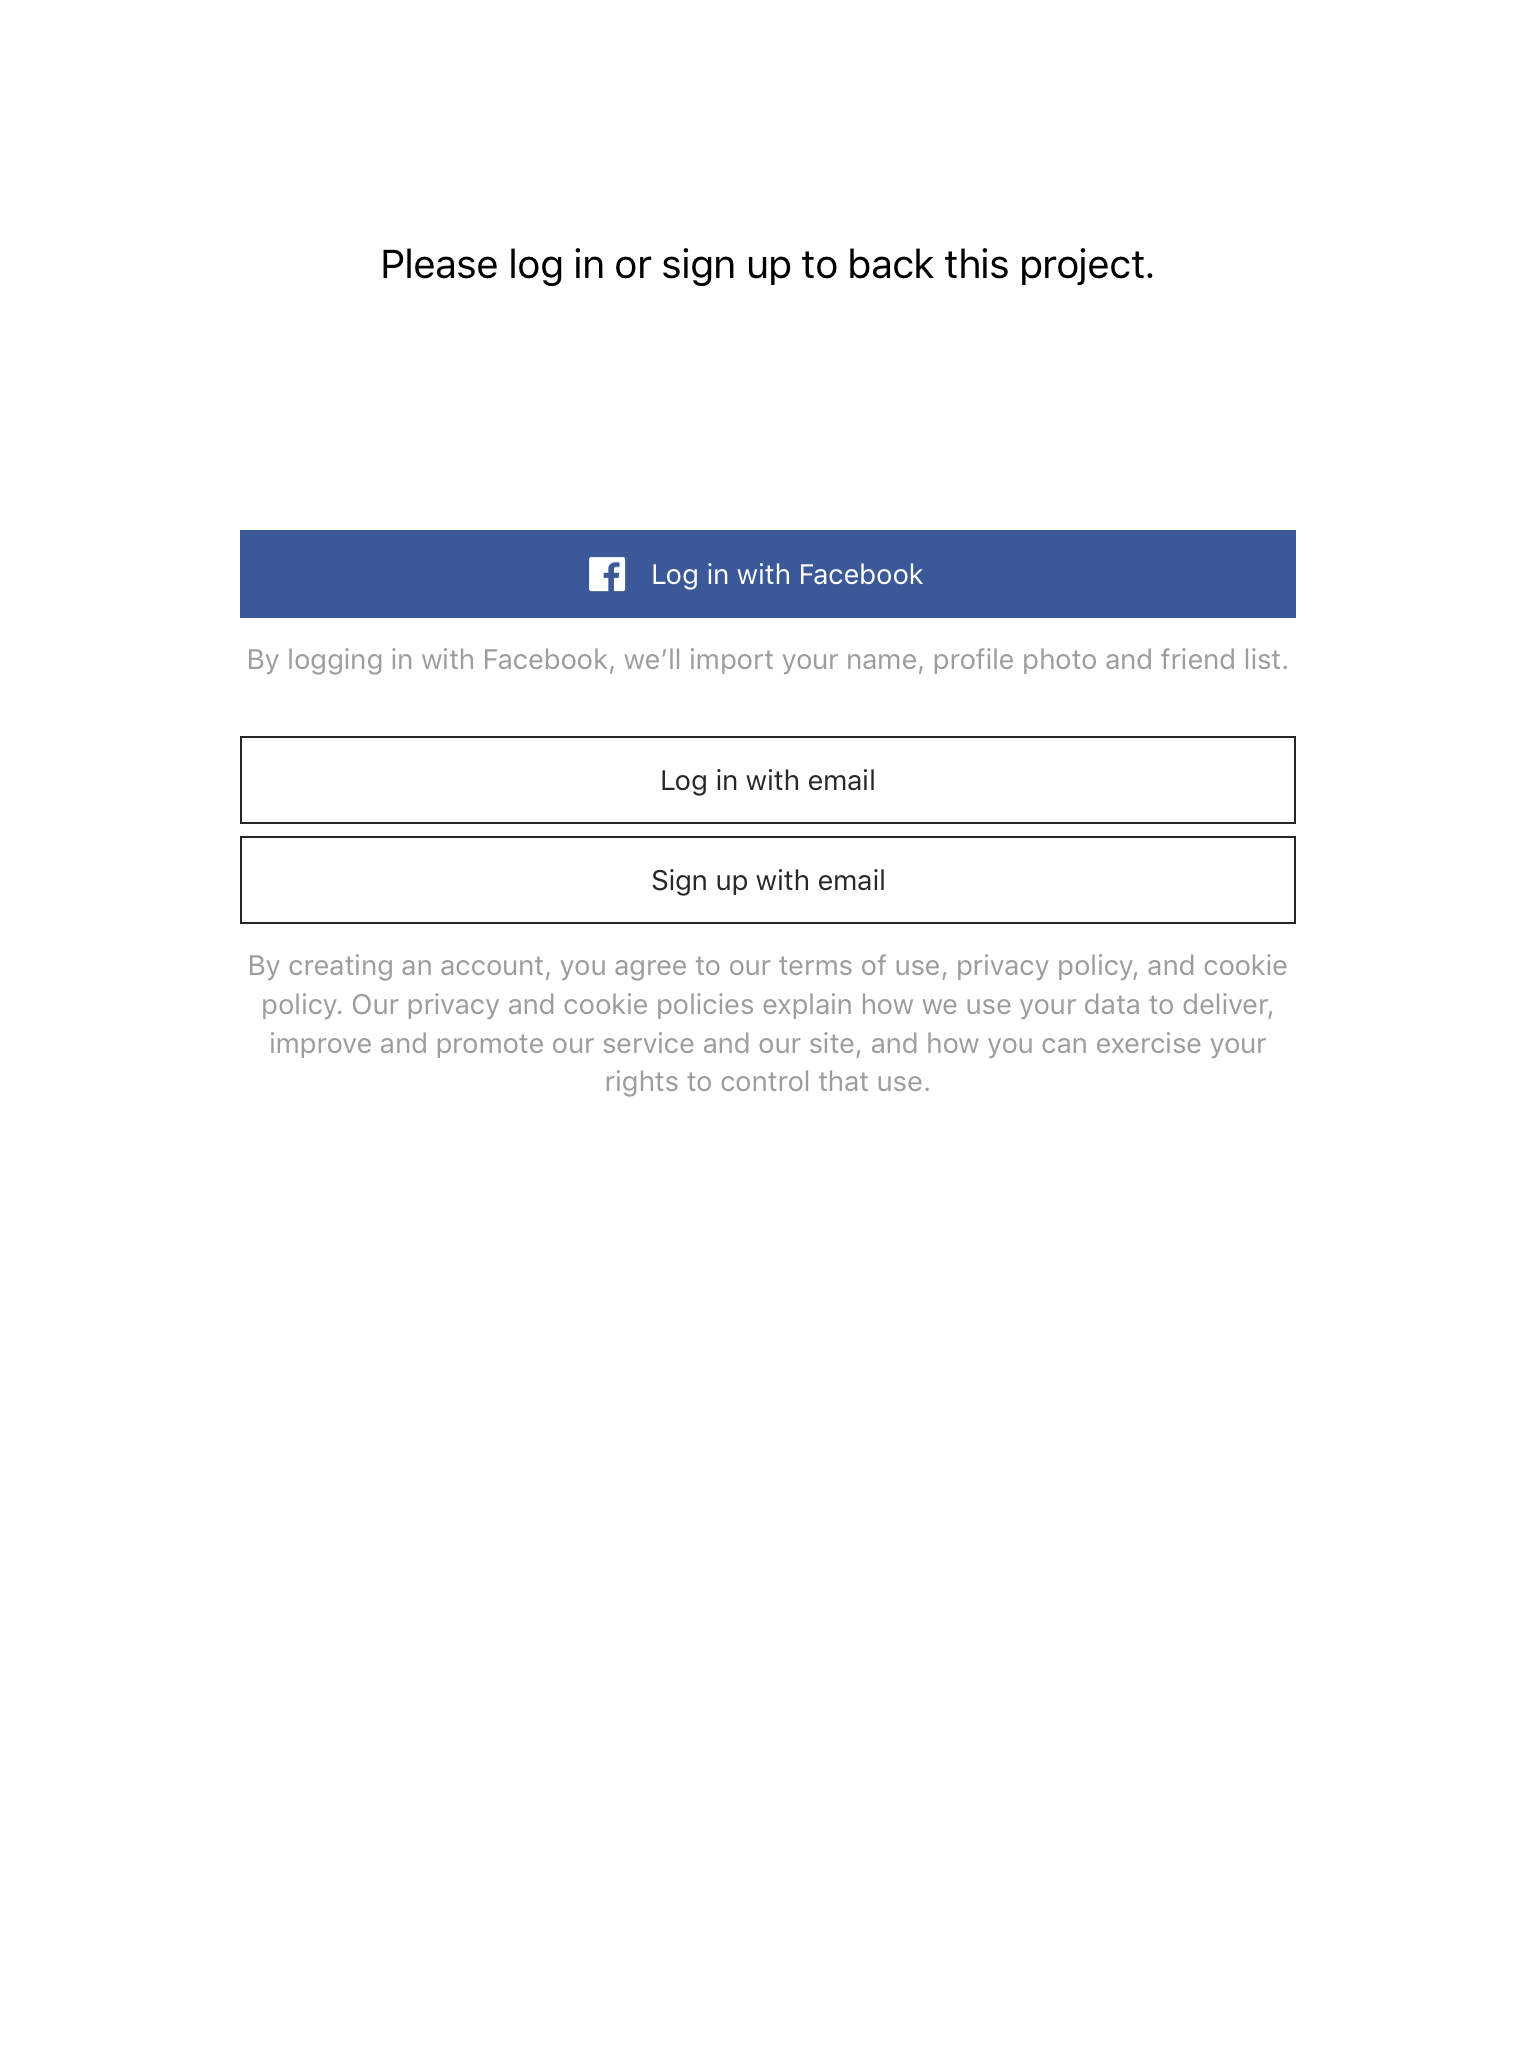 Please log in or sign up to back this project.
Log in with Facebook
By logging in with Facebook, we’ll import your name, profile photo and friend list.
Log in with email
Sign up with email
By creating an account, you agree to our terms of use, privacy policy, and cookie
policy. Our privacy and cookie policies explain how we use your data to deliver,
improve and promote our service and our site, and how you can exercise your
rights to control that use.